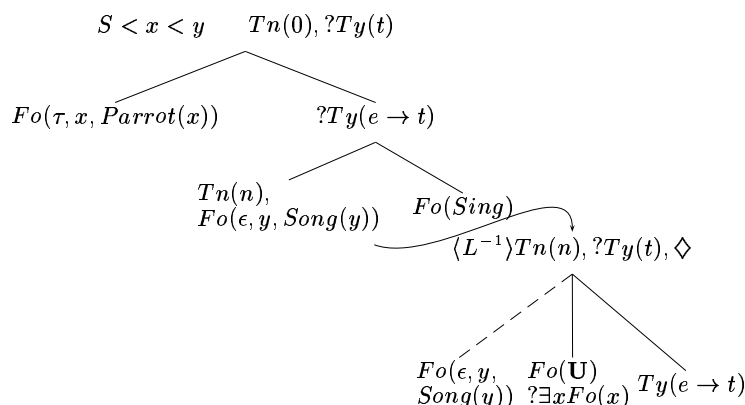 S < x < y Tn(0), ?Ty(t)
Fo(τ, x, Parrot(x)) ?Ty(e → t)
Tn(n),
Fo(ϵ, y, Song(y)) Fo(Sing)
⟨L⁻¹⟩Tn(n), ?Ty(t), ♢
Fo(ϵ, y, Fo(U) Ty(e → t)
Song(y)) ?∃xFo(x)